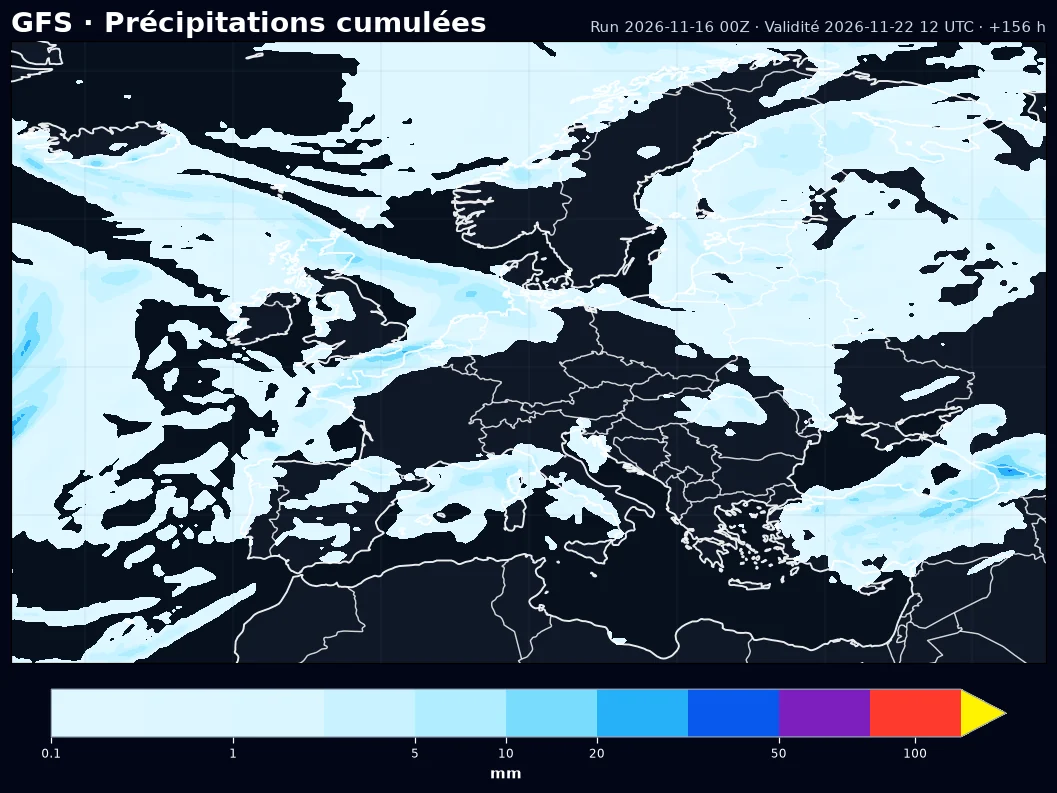 GFS · Précipitations cumulées
Run 2026-11-16 00Z · Validité 2026-11-22 12 UTC · +156 h
0.1 1 5 10 20 50 100
mm